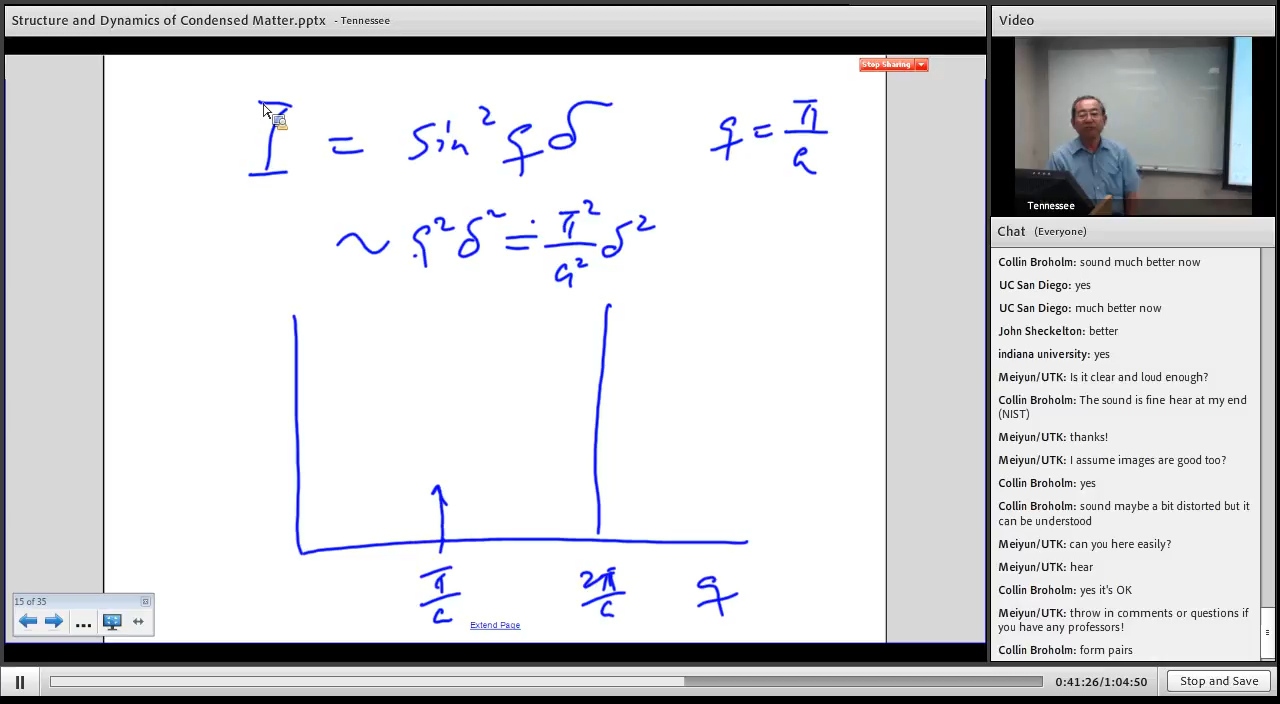 Structure and Dynamics of Condensed Matter.pptx - Tennessee
Stop Sharing
I = sin² qδ q = π/a
~ q²δ² ≐ π²/a² δ²
π/a 2π/a q
15 of 35
...
Extend Page
Video
Tennessee
Chat (Everyone)
Collin Broholm: sound much better now
UC San Diego: yes
UC San Diego: much better now
John Sheckelton: better
indiana university: yes
Meiyun/UTK: Is it clear and loud enough?
Collin Broholm: The sound is fine hear at my end
(NIST)
Meiyun/UTK: thanks!
Meiyun/UTK: I assume images are good too?
Collin Broholm: yes
Collin Broholm: sound maybe a bit distorted but it
can be understood
Meiyun/UTK: can you here easily?
Meiyun/UTK: hear
Collin Broholm: yes it's OK
Meiyun/UTK: throw in comments or questions if
you have any professors!
Collin Broholm: form pairs
0:41:26/1:04:50
Stop and Save